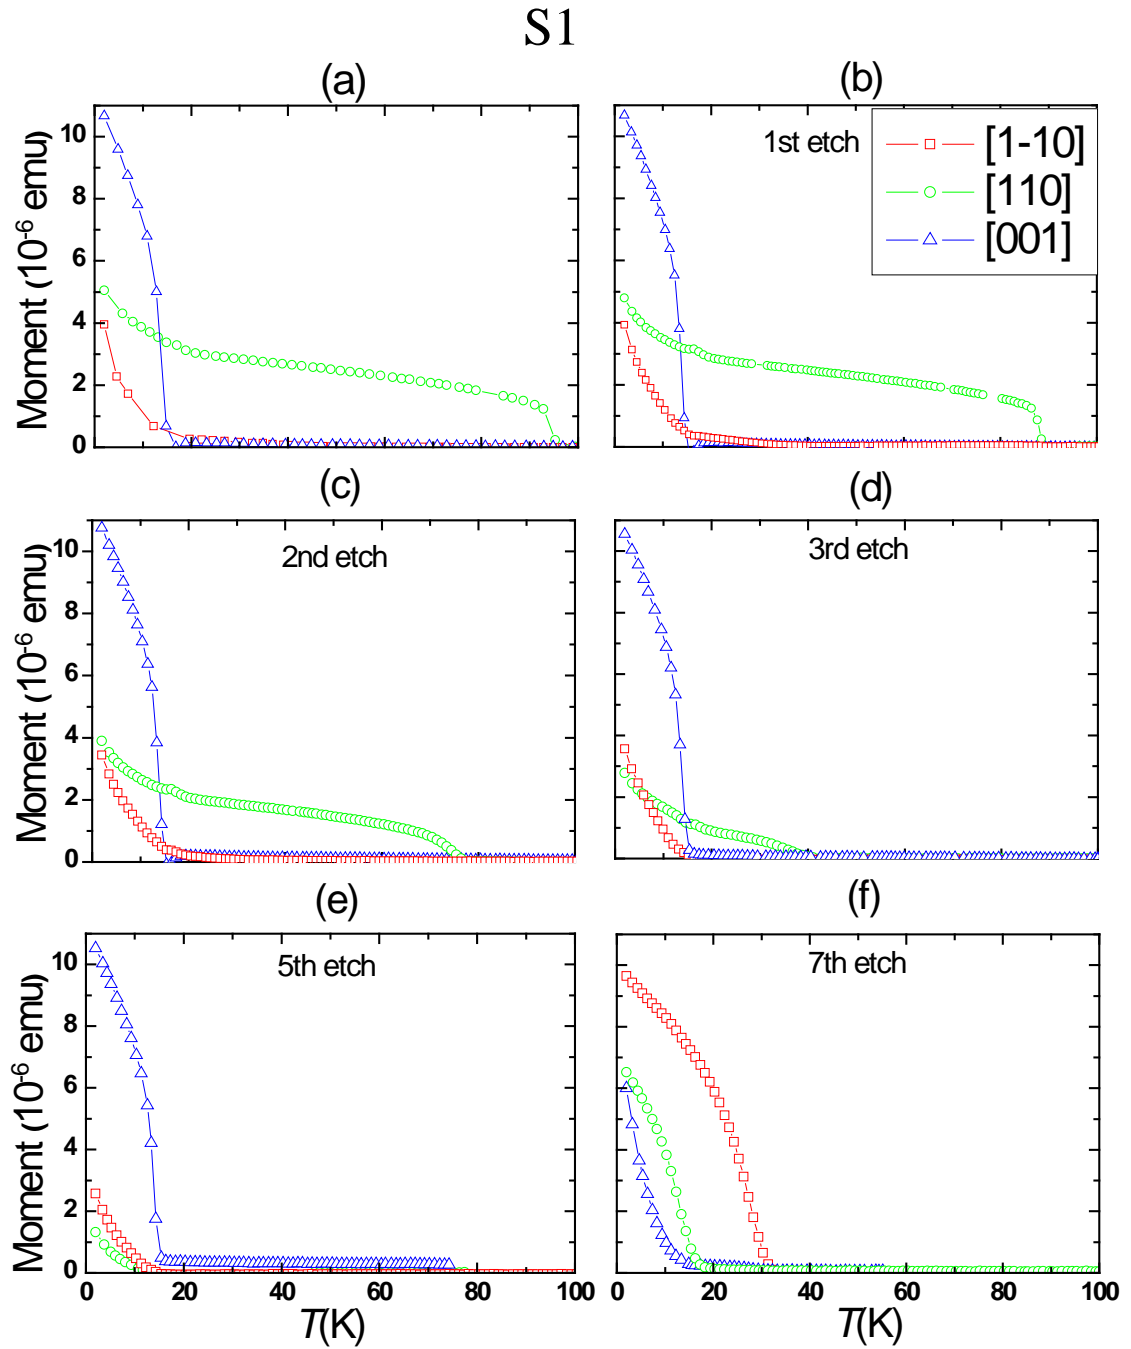 S1
(a)
(b)
Moment (10-6 emu)
10
8
6
4
2
0
1st etch
[1-10]
[110]
[001]
(c)
(d)
Moment (10-6 emu)
10
8
6
4
2
0
2nd etch
3rd etch
(e)
(f)
Moment (10-6 emu)
10
8
6
4
2
0
5th etch
7th etch
0 20 40 60 80 100
20 40 60 80 100
T(K)
T(K)